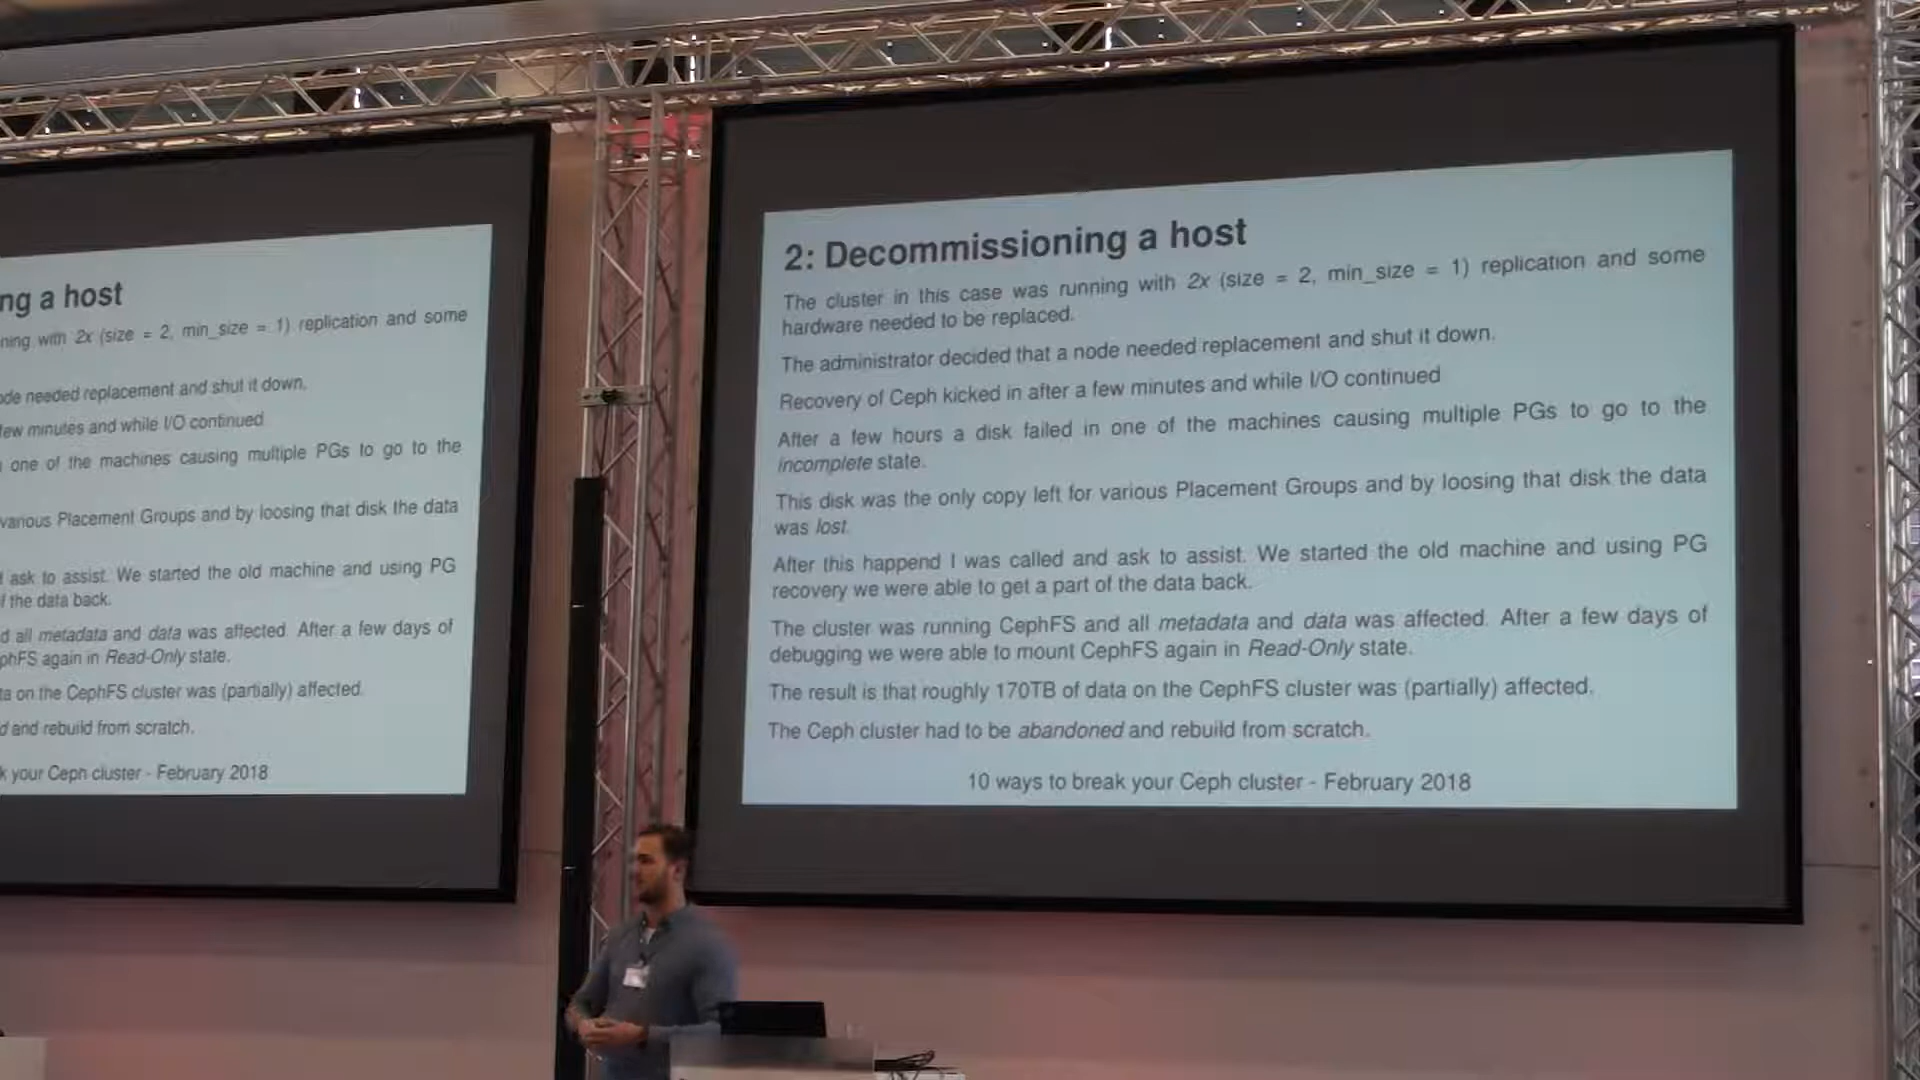 ng a host
ning with 2x (size = 2, min_size = 1) replication and some
ode needed replacement and shut it down.
few minutes and while I/O continued
one of the machines causing multiple PGs to go to the
various Placement Groups and by loosing that disk the data
ask to assist. We started the old machine and using PG
f the data back.
d all metadata and data was affected. After a few days of
phFS again in Read-Only state.
ta on the CephFS cluster was (partially) affected.
d and rebuild from scratch.
k your Ceph cluster - February 2018
2: Decommissioning a host
The cluster in this case was running with 2x (size = 2, min_size = 1) replication and some
hardware needed to be replaced.
The administrator decided that a node needed replacement and shut it down.
Recovery of Ceph kicked in after a few minutes and while I/O continued
After a few hours a disk failed in one of the machines causing multiple PGs to go to the
incomplete state.
This disk was the only copy left for various Placement Groups and by loosing that disk the data
was lost.
After this happend I was called and ask to assist. We started the old machine and using PG
recovery we were able to get a part of the data back.
The cluster was running CephFS and all metadata and data was affected. After a few days of
debugging we were able to mount CephFS again in Read-Only state.
The result is that roughly 170TB of data on the CephFS cluster was (partially) affected.
The Ceph cluster had to be abandoned and rebuild from scratch.
10 ways to break your Ceph cluster - February 2018